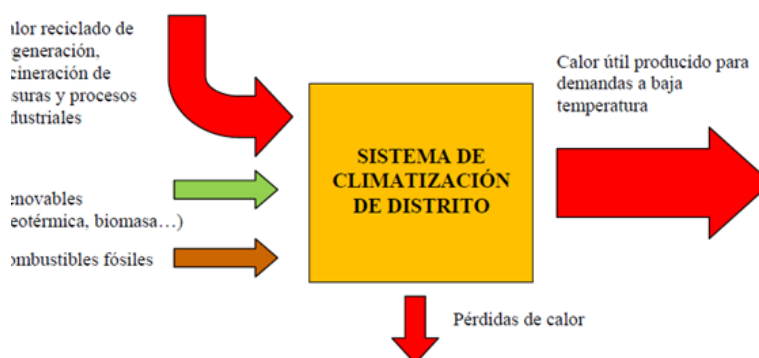 alor reciclado de
generación,
cineración de
suras y procesos
dustriales
enovables
eotérmica, biomasa…)
ombustibles fósiles
SISTEMA DE
CLIMATIZACIÓN
DE DISTRITO
Calor útil producido para
demandas a baja
temperatura
Pérdidas de calor